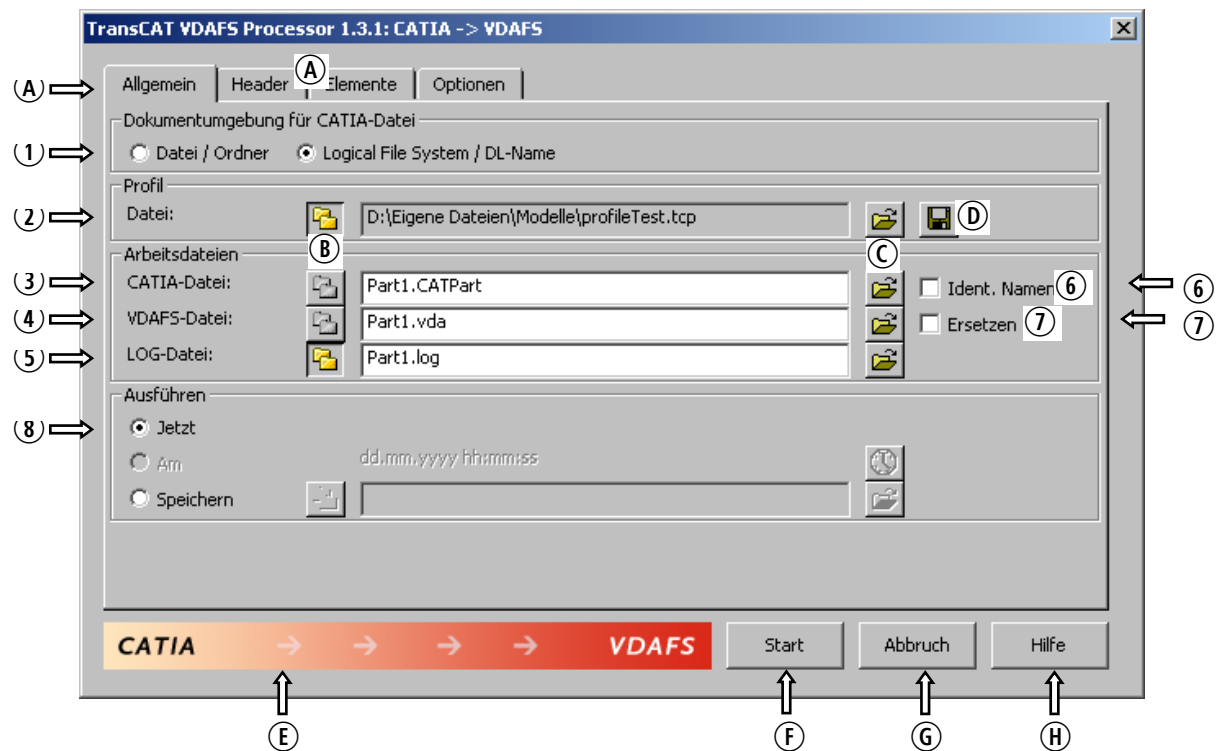 TransCAT VDAFS Processor 1.3.1: CATIA -> VDAFS
A Allgemein Header A Elemente Optionen
Dokumentumgebung für CATIA-Datei
1 Datei / Ordner Logical File System / DL-Name
Profil
2 Datei: D:\Eigene Dateien\Modelle\profileTest.tcp D
B C
Arbeitsdateien
3 CATIA-Datei: Part1.CATPart Ident. Namen 6 6
4 VDAFS-Datei: Part1.vda Ersetzen 7 7
5 LOG-Datei: Part1.log
Ausführen
8 Jetzt
Am dd.mm.yyyy hh:mm:ss
Speichern
CATIA VDAFS Start Abbruch Hilfe
E F G H